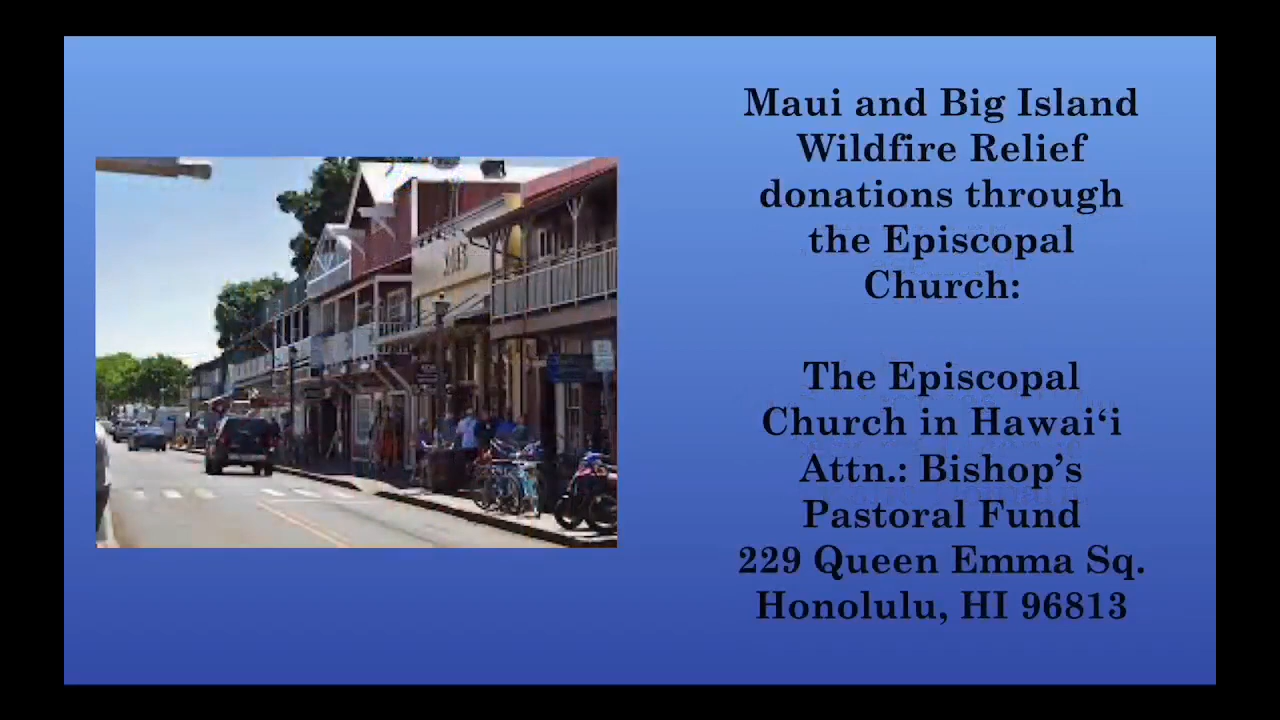 Maui and Big Island
Wildfire Relief
donations through
the Episcopal
Church:
The Episcopal
Church in Hawai‘i
Attn.: Bishop’s
Pastoral Fund
229 Queen Emma Sq.
Honolulu, HI 96813